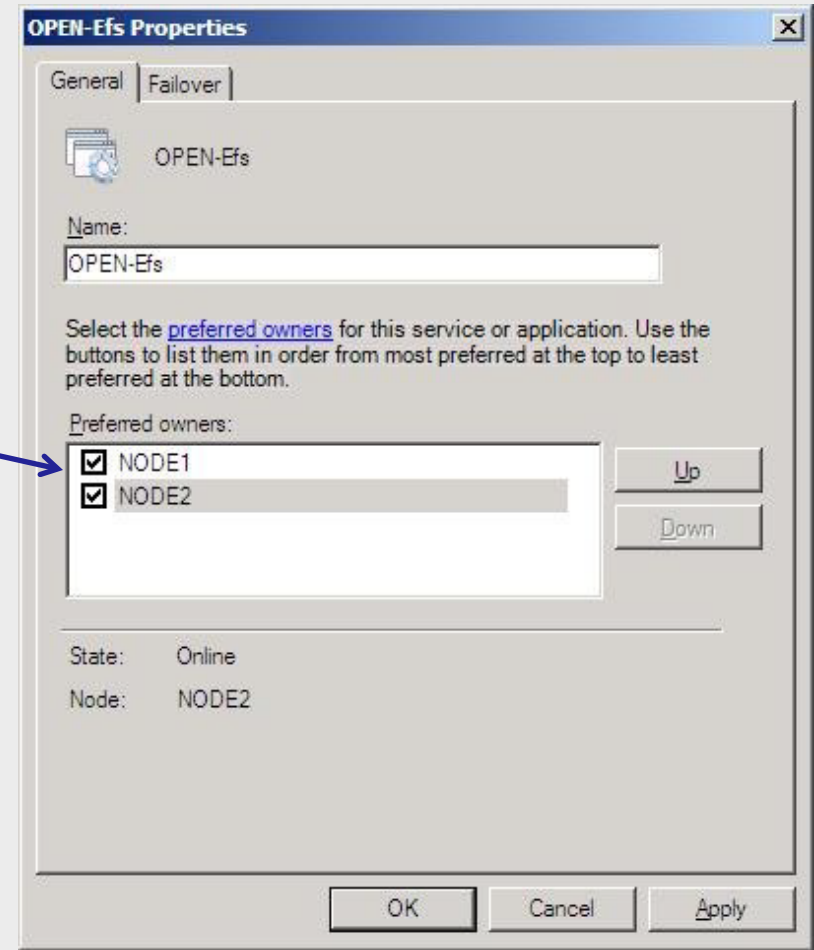 OPEN-Efs Properties
General
Failover
OPEN-Efs
Name:
OPEN-Efs
Select the preferred owners for this service or application. Use the
buttons to list them in order from most preferred at the top to least
preferred at the bottom.
Preferred owners:
NODE1
NODE2
Up
Down
State: Online
Node: NODE2
OK
Cancel
Apply